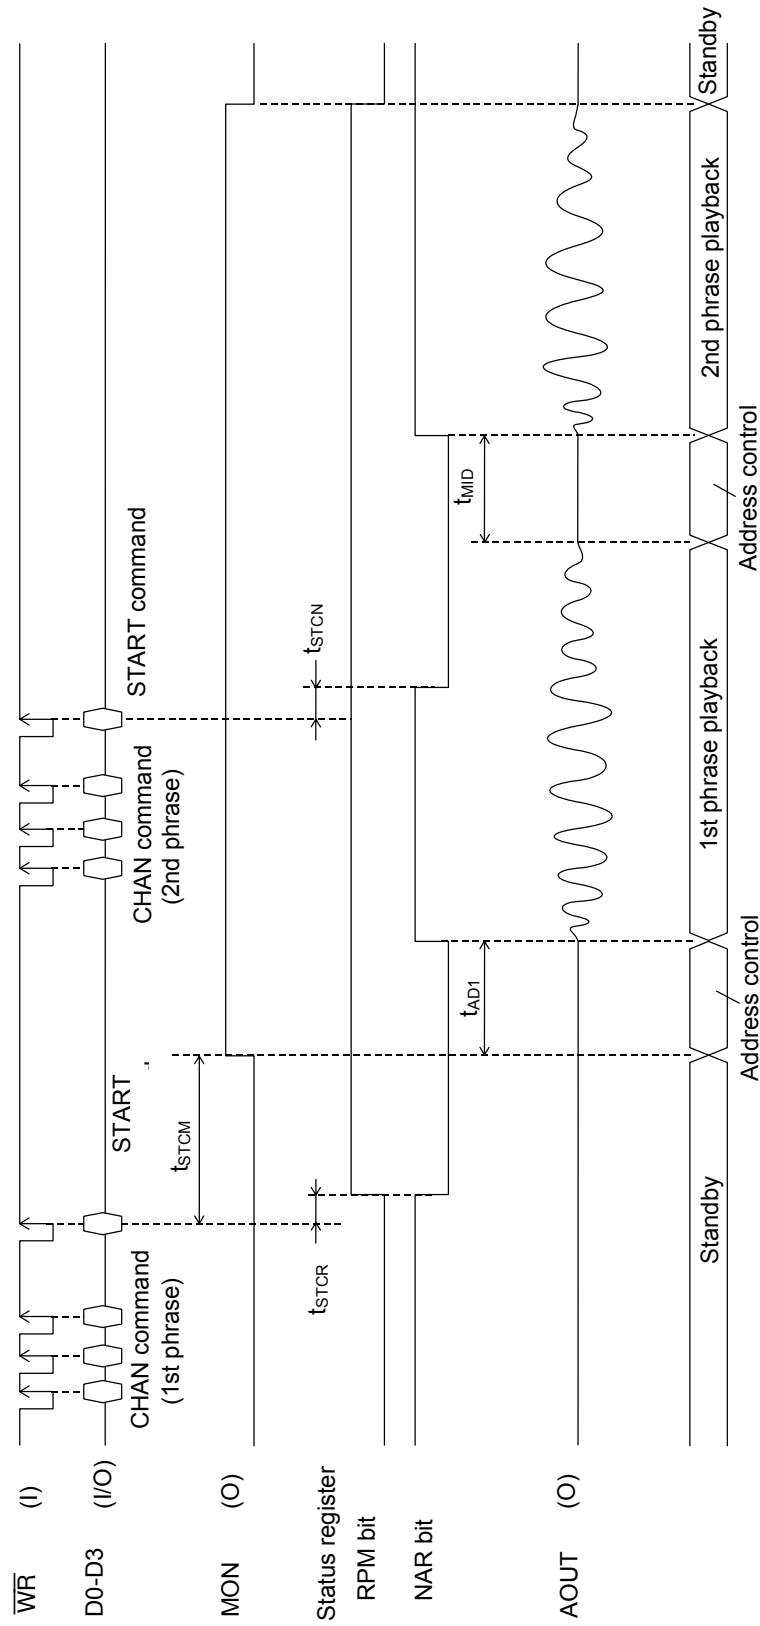 WR (I)
D0-D3 (I/O)
CHAN command
(1st phrase)
START
CHAN command
(2nd phrase)
START command
MON (O)
tSTCM
Status register
tSTCR
tSTCN
RPM bit
NAR bit
tAD1
tMID
AOUT (O)
Standby
1st phrase playback
2nd phrase playback
Standby
Address control
Address control